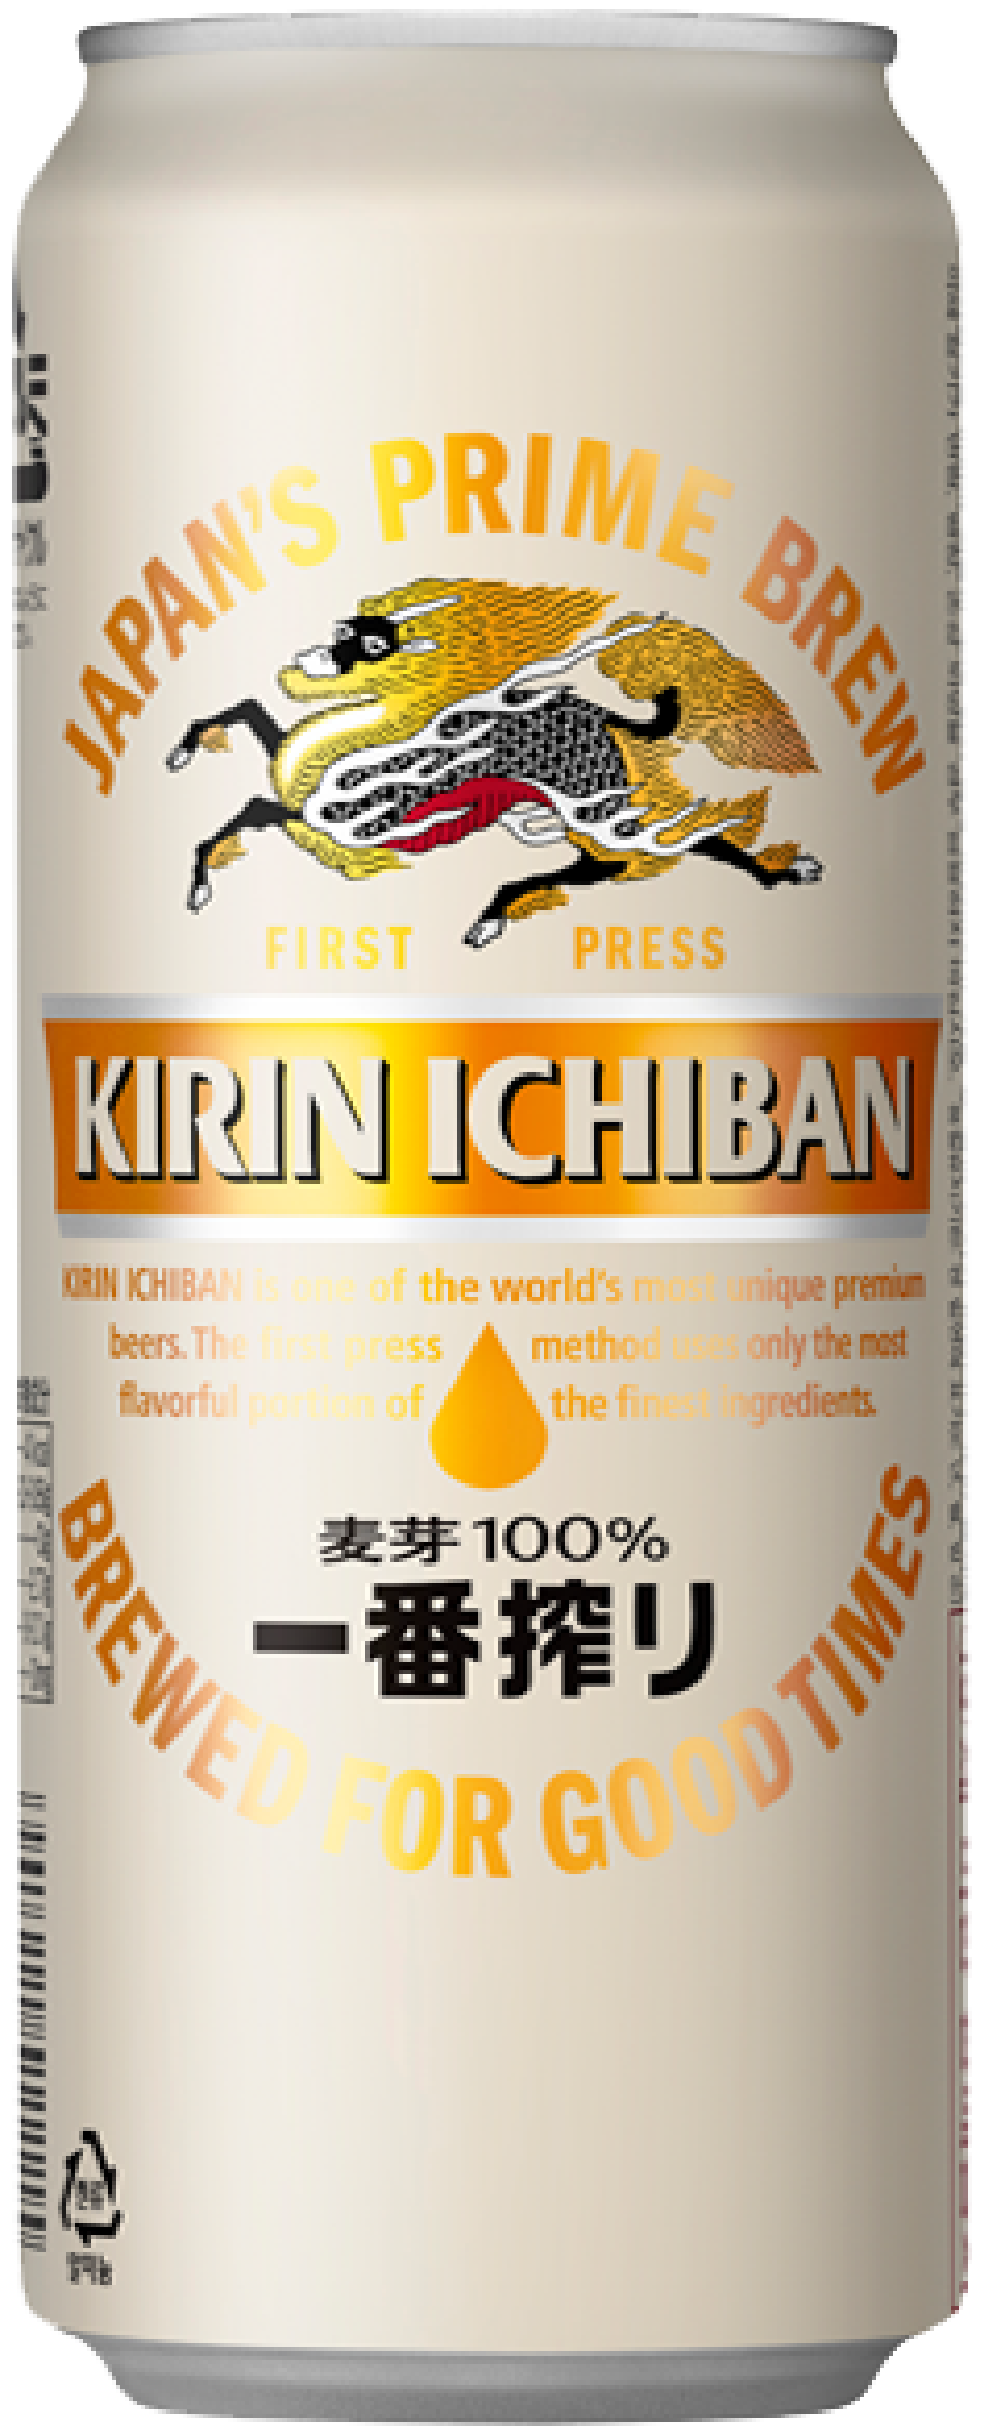 JAPAN'S PRIME BREW
FIRST PRESS
KIRIN ICHIBAN
KIRIN ICHIBAN is one of the world's most unique premium
beers. The first press method uses only the most
flavorful portion of the finest ingredients.
麦芽100%
一番搾り
BREWED FOR GOOD TIMES